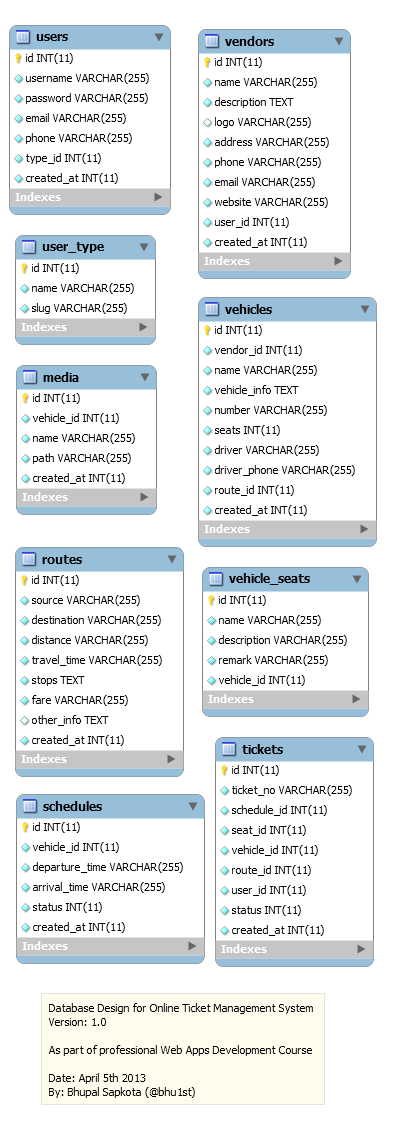 users
id INT(11)
username VARCHAR(255)
password VARCHAR(255)
email VARCHAR(255)
phone VARCHAR(255)
type_id INT(11)
created_at INT(11)
Indexes
vendors
id INT(11)
name VARCHAR(255)
description TEXT
logo VARCHAR(255)
address VARCHAR(255)
phone VARCHAR(255)
email VARCHAR(255)
website VARCHAR(255)
user_id INT(11)
created_at INT(11)
Indexes
user_type
id INT(11)
name VARCHAR(255)
slug VARCHAR(255)
Indexes
vehicles
id INT(11)
vendor_id INT(11)
name VARCHAR(255)
vehicle_info TEXT
number VARCHAR(255)
seats INT(11)
driver VARCHAR(255)
driver_phone VARCHAR(255)
route_id INT(11)
created_at INT(11)
Indexes
media
id INT(11)
vehicle_id INT(11)
name VARCHAR(255)
path VARCHAR(255)
created_at INT(11)
Indexes
routes
id INT(11)
source VARCHAR(255)
destination VARCHAR(255)
distance VARCHAR(255)
travel_time VARCHAR(255)
stops TEXT
fare VARCHAR(255)
other_info TEXT
created_at INT(11)
Indexes
vehicle_seats
id INT(11)
name VARCHAR(255)
description VARCHAR(255)
remark VARCHAR(255)
vehicle_id INT(11)
Indexes
schedules
id INT(11)
vehicle_id INT(11)
departure_time VARCHAR(255)
arrival_time VARCHAR(255)
status INT(11)
created_at INT(11)
Indexes
tickets
id INT(11)
ticket_no VARCHAR(255)
schedule_id INT(11)
seat_id INT(11)
vehicle_id INT(11)
route_id INT(11)
user_id INT(11)
status INT(11)
created_at INT(11)
Indexes
Database Design for Online Ticket Management System
Version: 1.0
As part of professional Web Apps Development Course
Date: April 5th 2013
By: Bhupal Sapkota (@bhu1st)